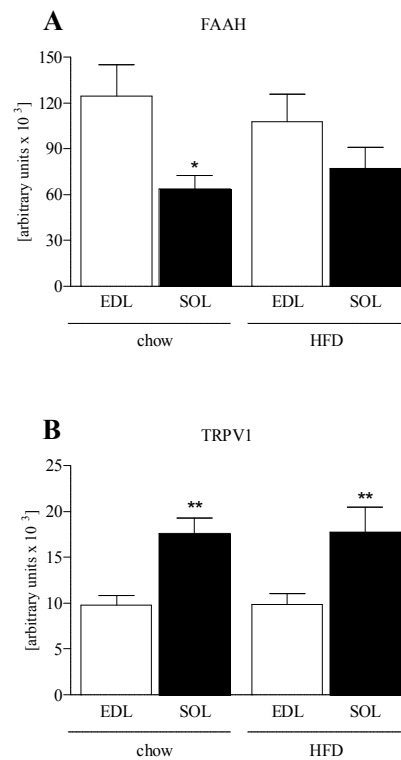 A
FAAH
[arbitrary units x 10 3]
150
120
90
60
30
0
*
EDL SOL EDL SOL
chow HFD
B
TRPV1
[arbitrary units x 10 3]
25
20
15
10
5
0
** **
EDL SOL EDL SOL
chow HFD